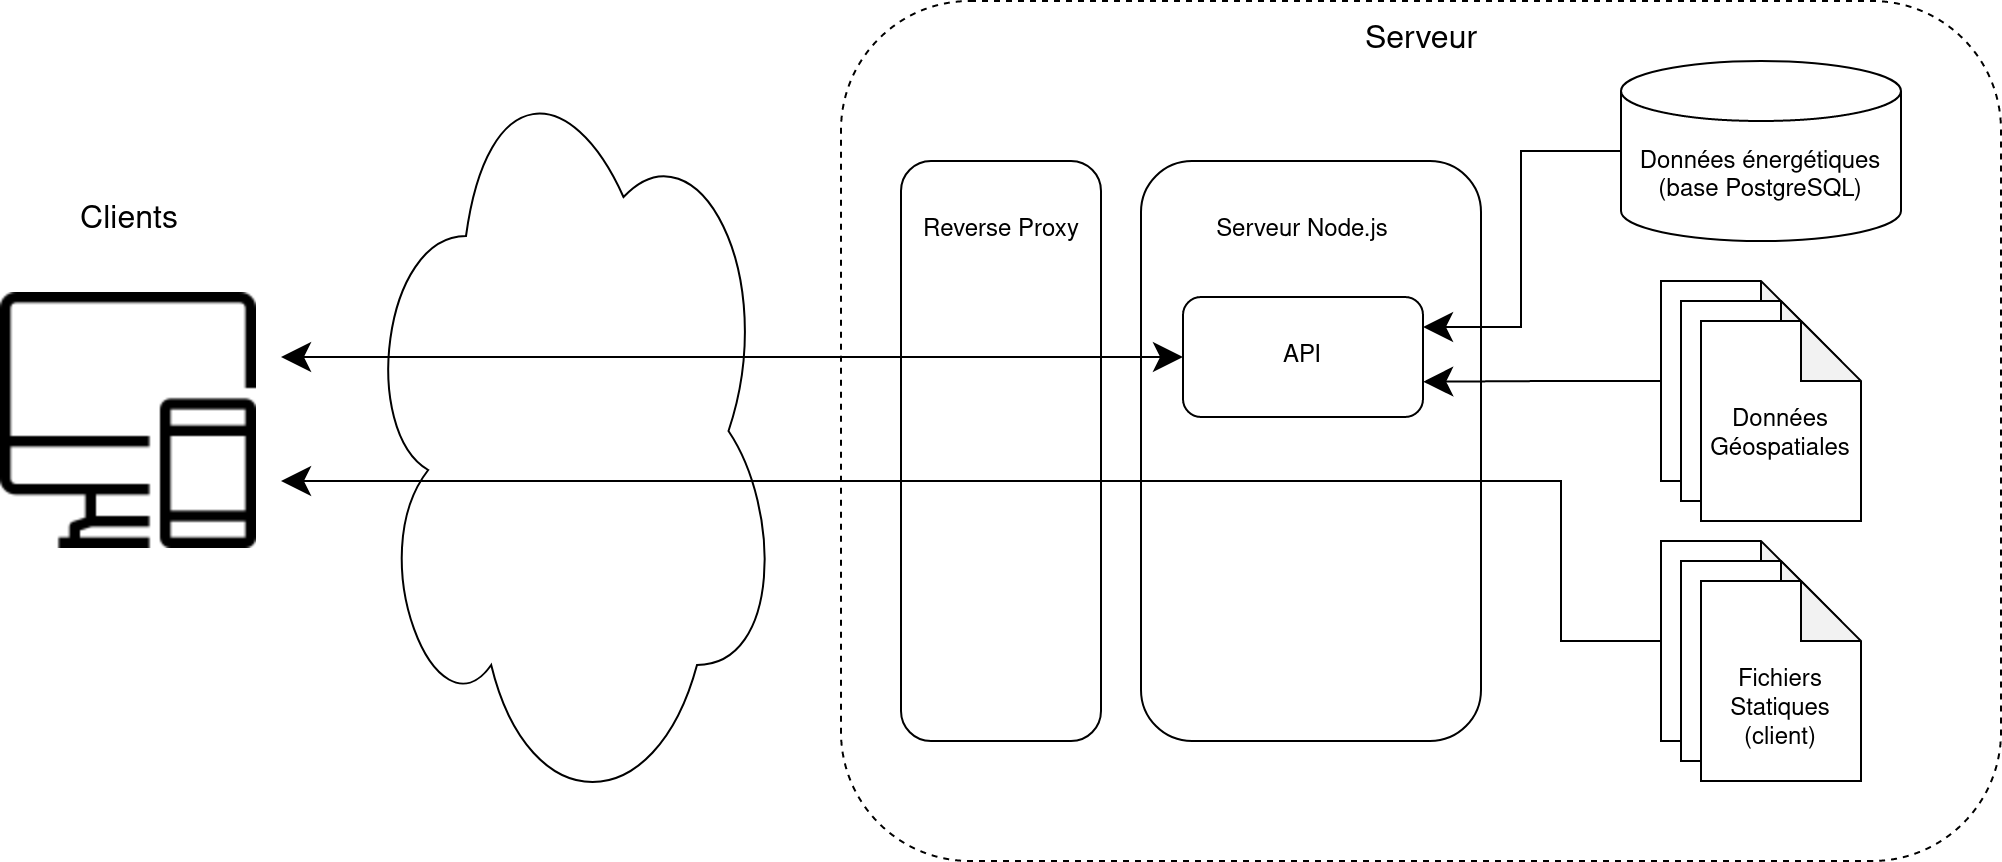 Serveur
Clients
Reverse Proxy
Serveur Node.js
API
Données énergétiques
(base PostgreSQL)
Données
Géospatiales
Fichiers
Statiques
(client)